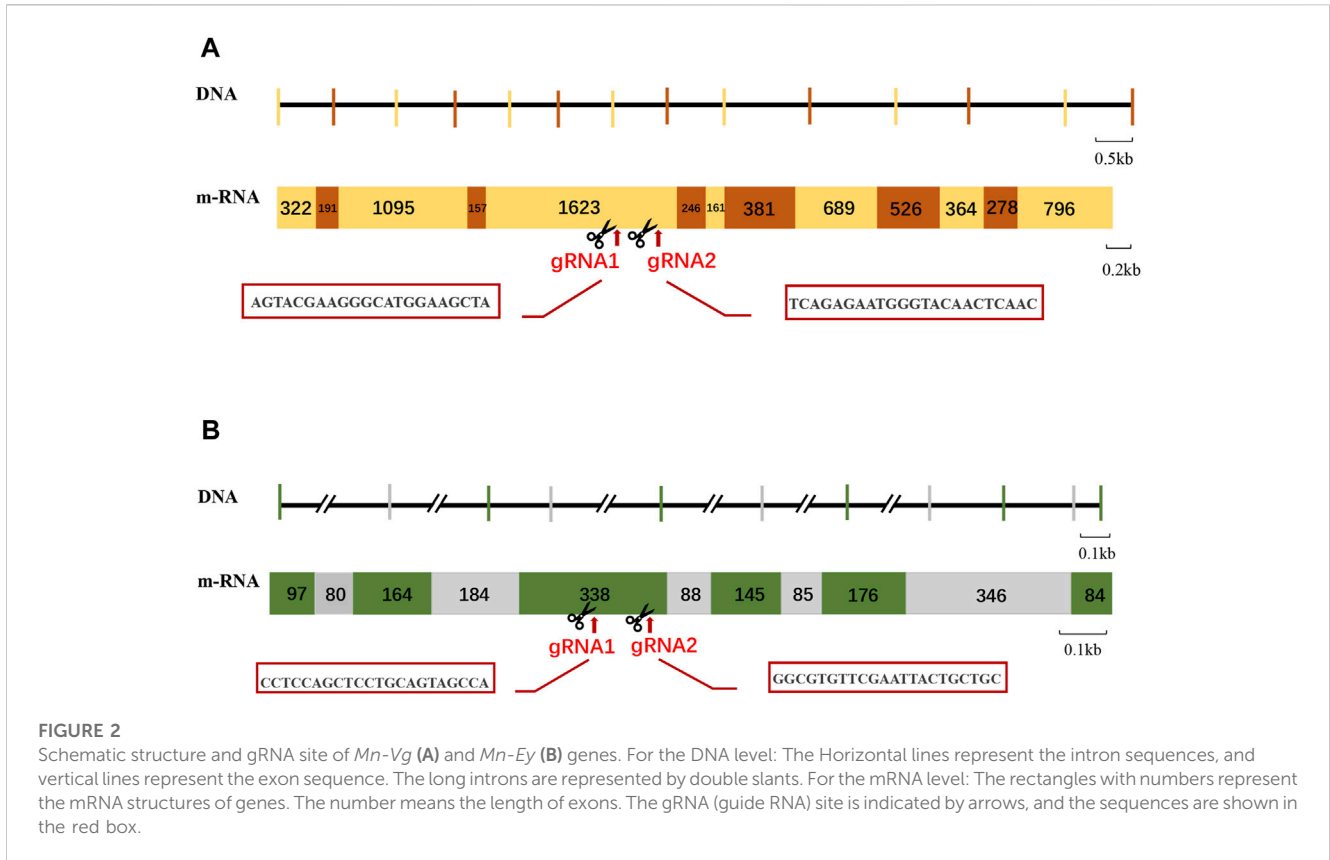 A
DNA
0.5kb
m-RNA 322 191 1095 157 1623 246 161 381 689 526 364 278 796
0.2kb
gRNA1 gRNA2
AGTACGAAGGGCATGGAAGCTA TCAGAGAATGGGTACAACTCAAC
B
DNA
0.1kb
m-RNA 97 80 164 184 338 88 145 85 176 346 84
0.1kb
gRNA1 gRNA2
CCTCCAGCTCCTGCAGTAGCCA GGCGTGTTCGAATTACTGCTGC
FIGURE 2
Schematic structure and gRNA site of Mn-Vg (A) and Mn-Ey (B) genes. For the DNA level: The Horizontal lines represent the intron sequences, and
vertical lines represent the exon sequence. The long introns are represented by double slants. For the mRNA level: The rectangles with numbers represent
the mRNA structures of genes. The number means the length of exons. The gRNA (guide RNA) site is indicated by arrows, and the sequences are shown in
the red box.